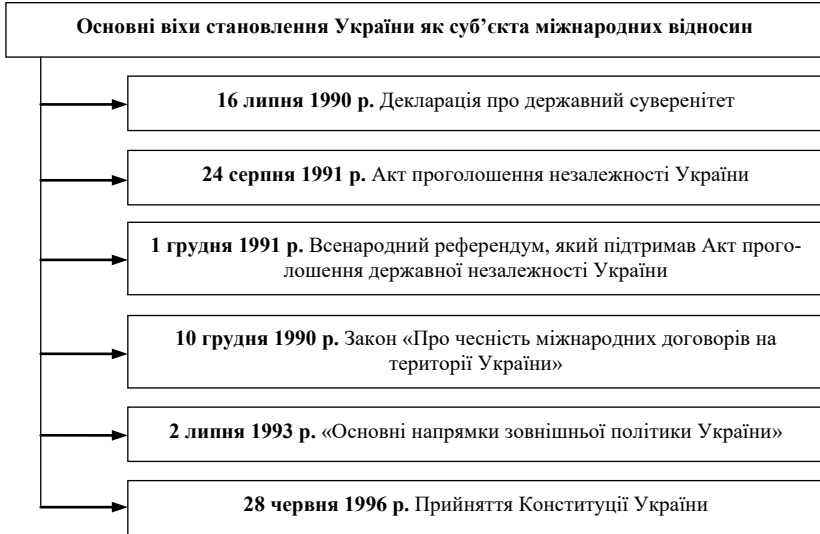 Основні віхи становлення України як суб’єкта міжнародних відносин
16 липня 1990 р. Декларація про державний суверенітет
24 серпня 1991 р. Акт проголошення незалежності України
1 грудня 1991 р. Всенародний референдум, який підтримав Акт прого-
лошення державної незалежності України
10 грудня 1990 р. Закон «Про чесність міжнародних договорів на
території України»
2 липня 1993 р. «Основні напрямки зовнішньої політики України»
28 червня 1996 р. Прийняття Конституції України